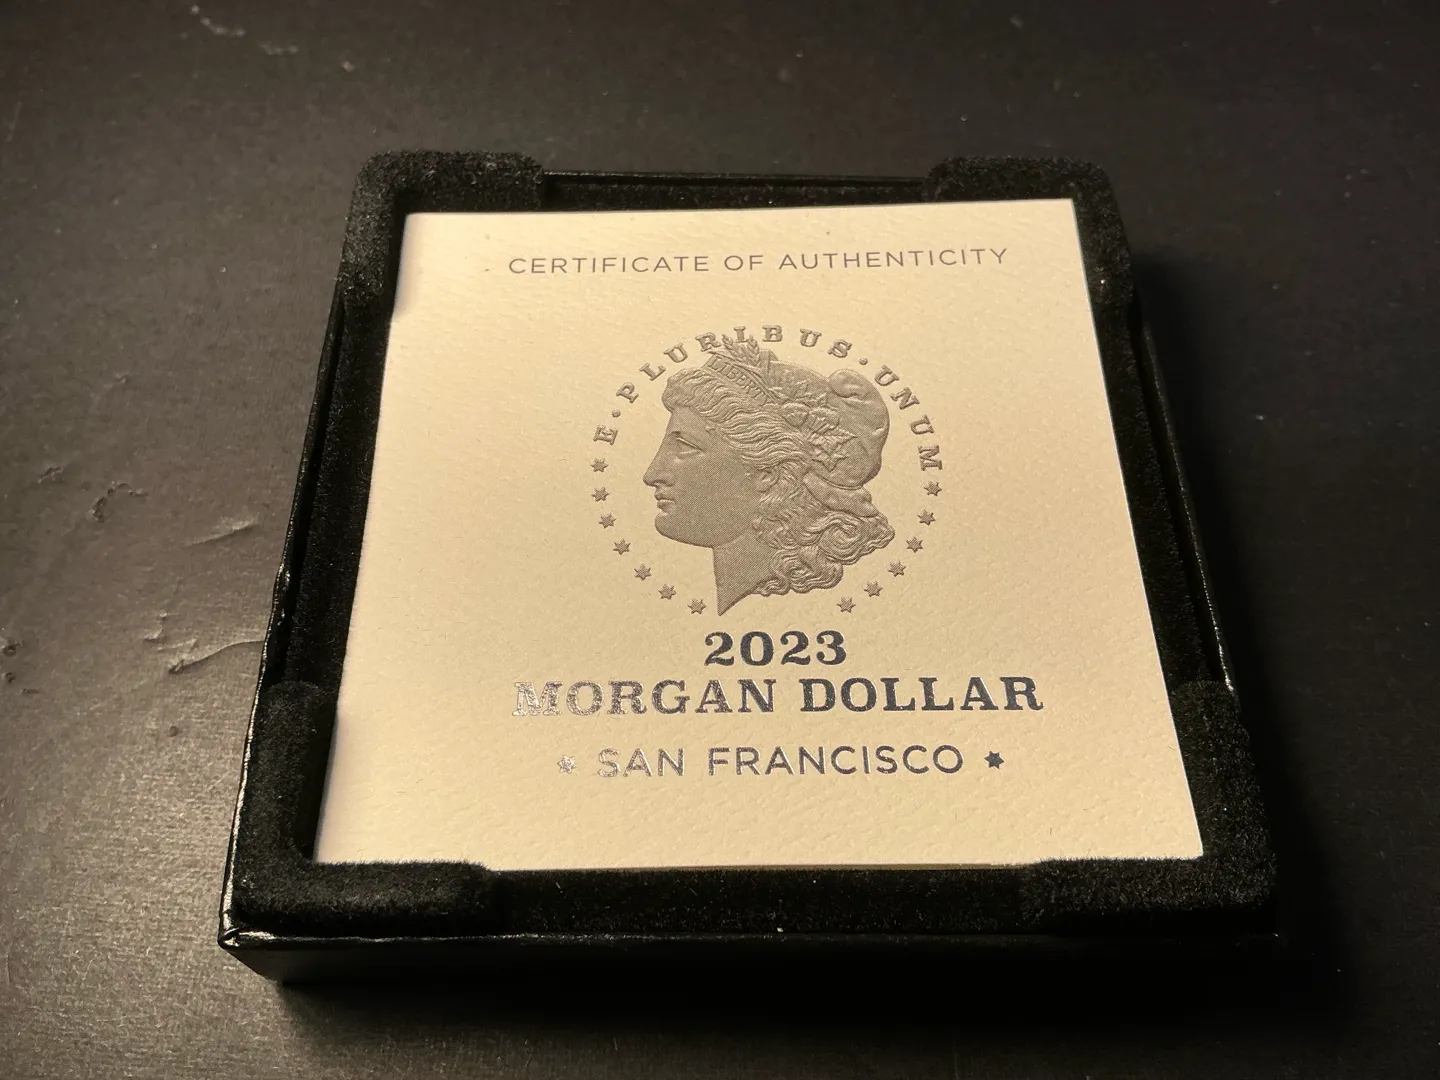 CERTIFICATE OF AUTHENTICITY
E·PLURIBUS·UNUM
LIBERTY
2023
MORGAN DOLLAR
★ SAN FRANCISCO ★